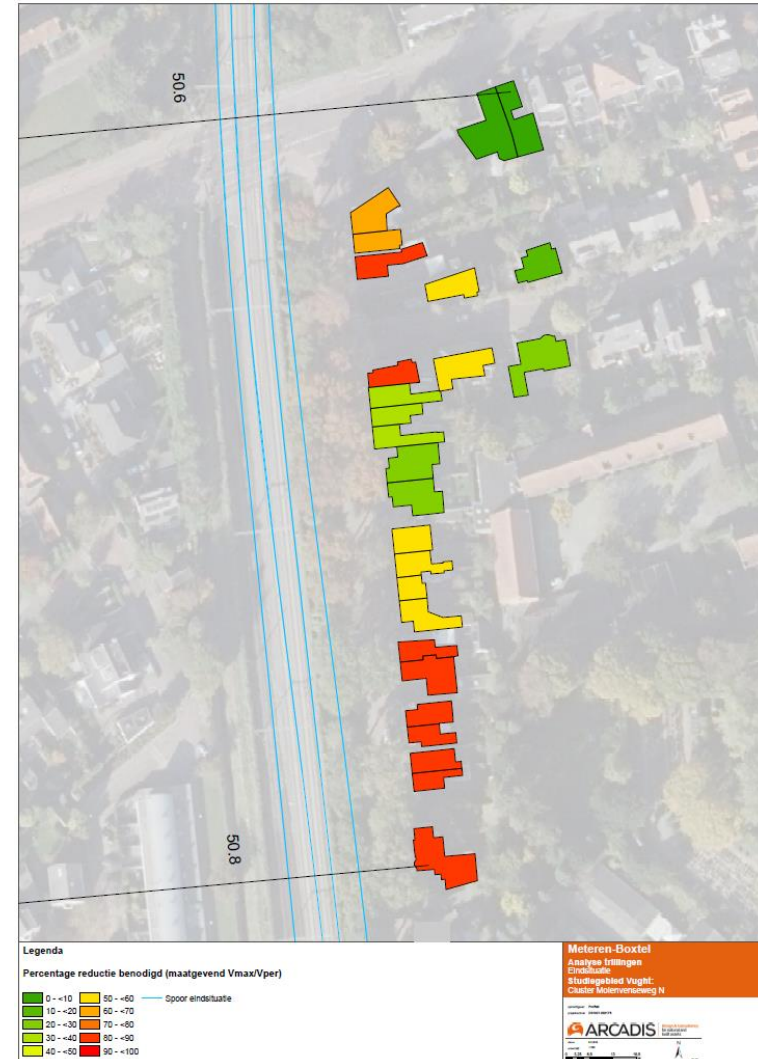 50.6
50.8
Legenda
Percentage reductie benodigd (maatgevend Vmax/Vper)
0 - <10
10 - <20
20 - <30
30 - <40
40 - <50
50 - <60
60 - <70
70 - <80
80 - <90
90 - <100
Spoor eindsituatie
Meteren-Boxtel
Analyse trillingen
Eindsituatie
Studiegebied Vught:
Cluster Molenvenseweg N
ARCADIS
N